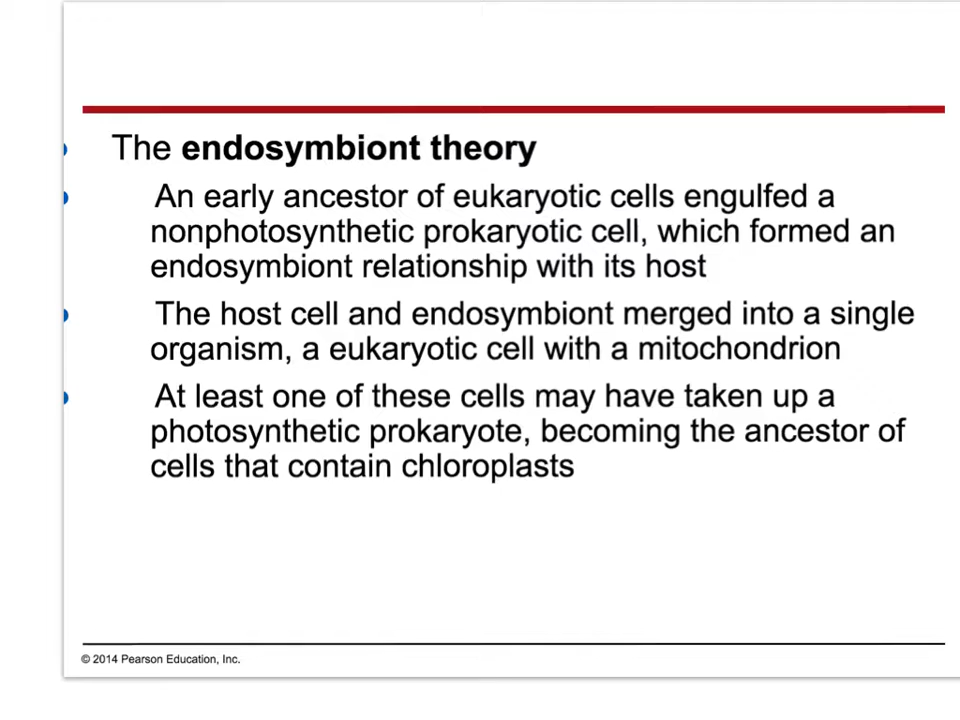 The endosymbiont theory
An early ancestor of eukaryotic cells engulfed a
nonphotosynthetic prokaryotic cell, which formed an
endosymbiont relationship with its host
The host cell and endosymbiont merged into a single
organism, a eukaryotic cell with a mitochondrion
At least one of these cells may have taken up a
photosynthetic prokaryote, becoming the ancestor of
cells that contain chloroplasts
© 2014 Pearson Education, Inc.